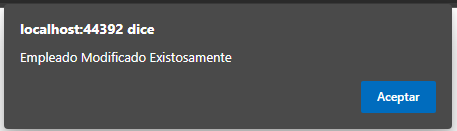 localhost:44392 dice
Empleado Modificado Existosamente
Aceptar